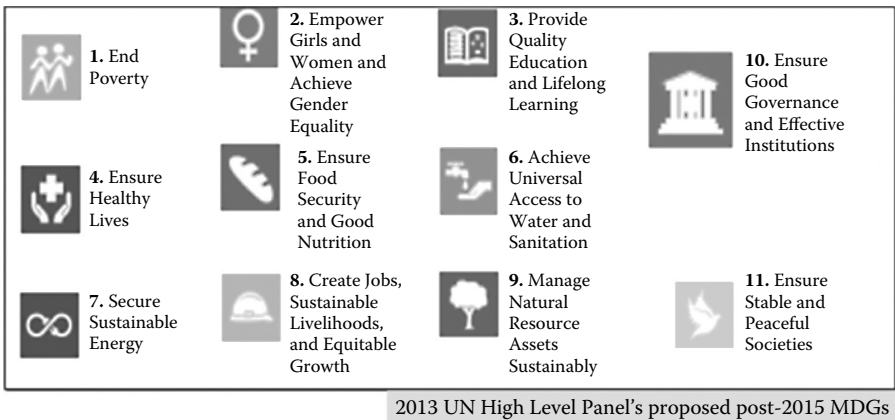 1. End
Poverty
2. Empower
Girls and
Women and
Achieve
Gender
Equality
3. Provide
Quality
Education
and Lifelong
Learning
10. Ensure
Good
Governance
and Effective
Institutions
4. Ensure
Healthy
Lives
5. Ensure
Food
Security
and Good
Nutrition
6. Achieve
Universal
Access to
Water and
Sanitation
7. Secure
Sustainable
Energy
8. Create Jobs,
Sustainable
Livelihoods,
and Equitable
Growth
9. Manage
Natural
Resource
Assets
Sustainably
11. Ensure
Stable and
Peaceful
Societies
2013 UN High Level Panel's proposed post-2015 MDGs